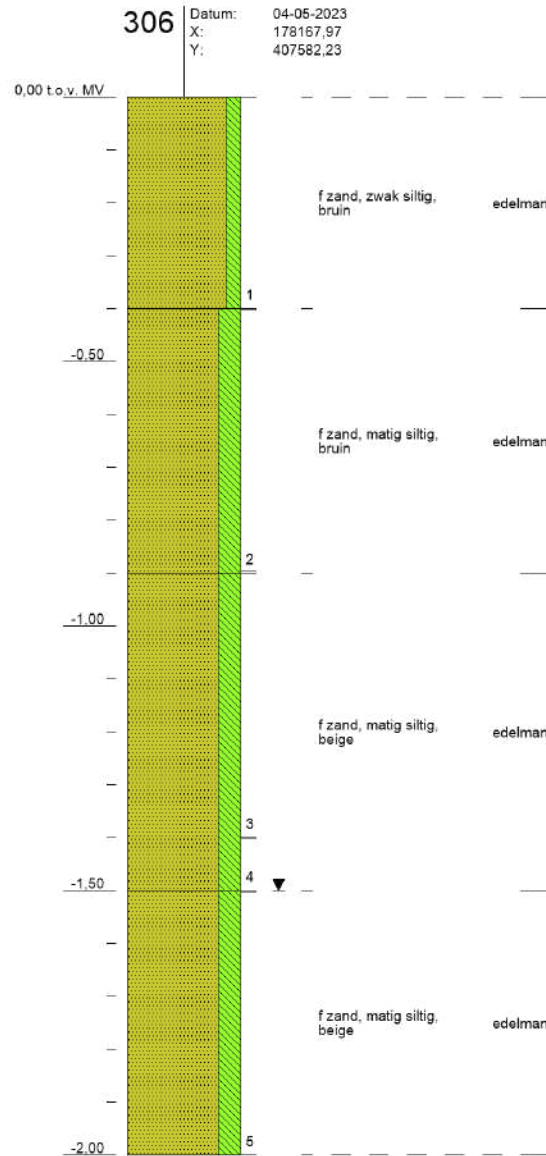 306
Datum: 04-05-2023
X: 178167,97
Y: 407582,23
0,00 t.o.v. MV
f zand, zwak siltig,
bruin
edelman
1
-0,50
f zand, matig siltig,
bruin
edelman
2
-1,00
f zand, matig siltig,
beige
edelman
3
4
-1,50
f zand, matig siltig,
beige
edelman
5
-2,00